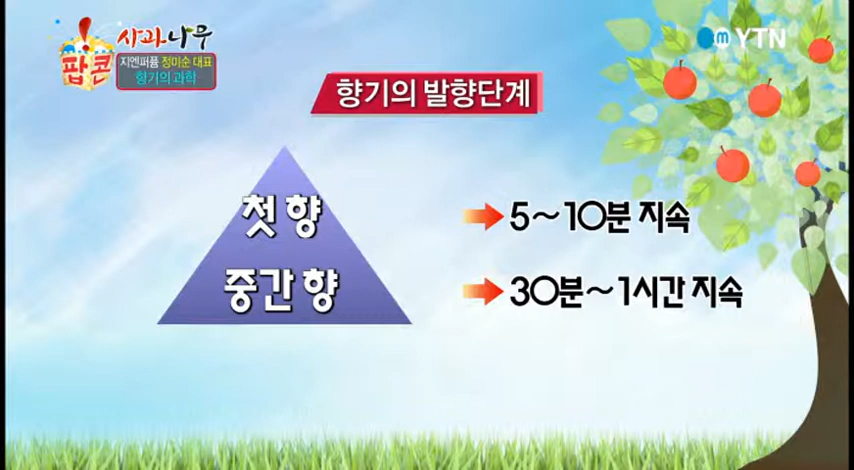 팝콘
사과나무
지엔퍼퓸 정미순 대표
향기의 과학
YTN
향기의 발향단계
첫 향
5~10분 지속
중간 향
30분~1시간 지속